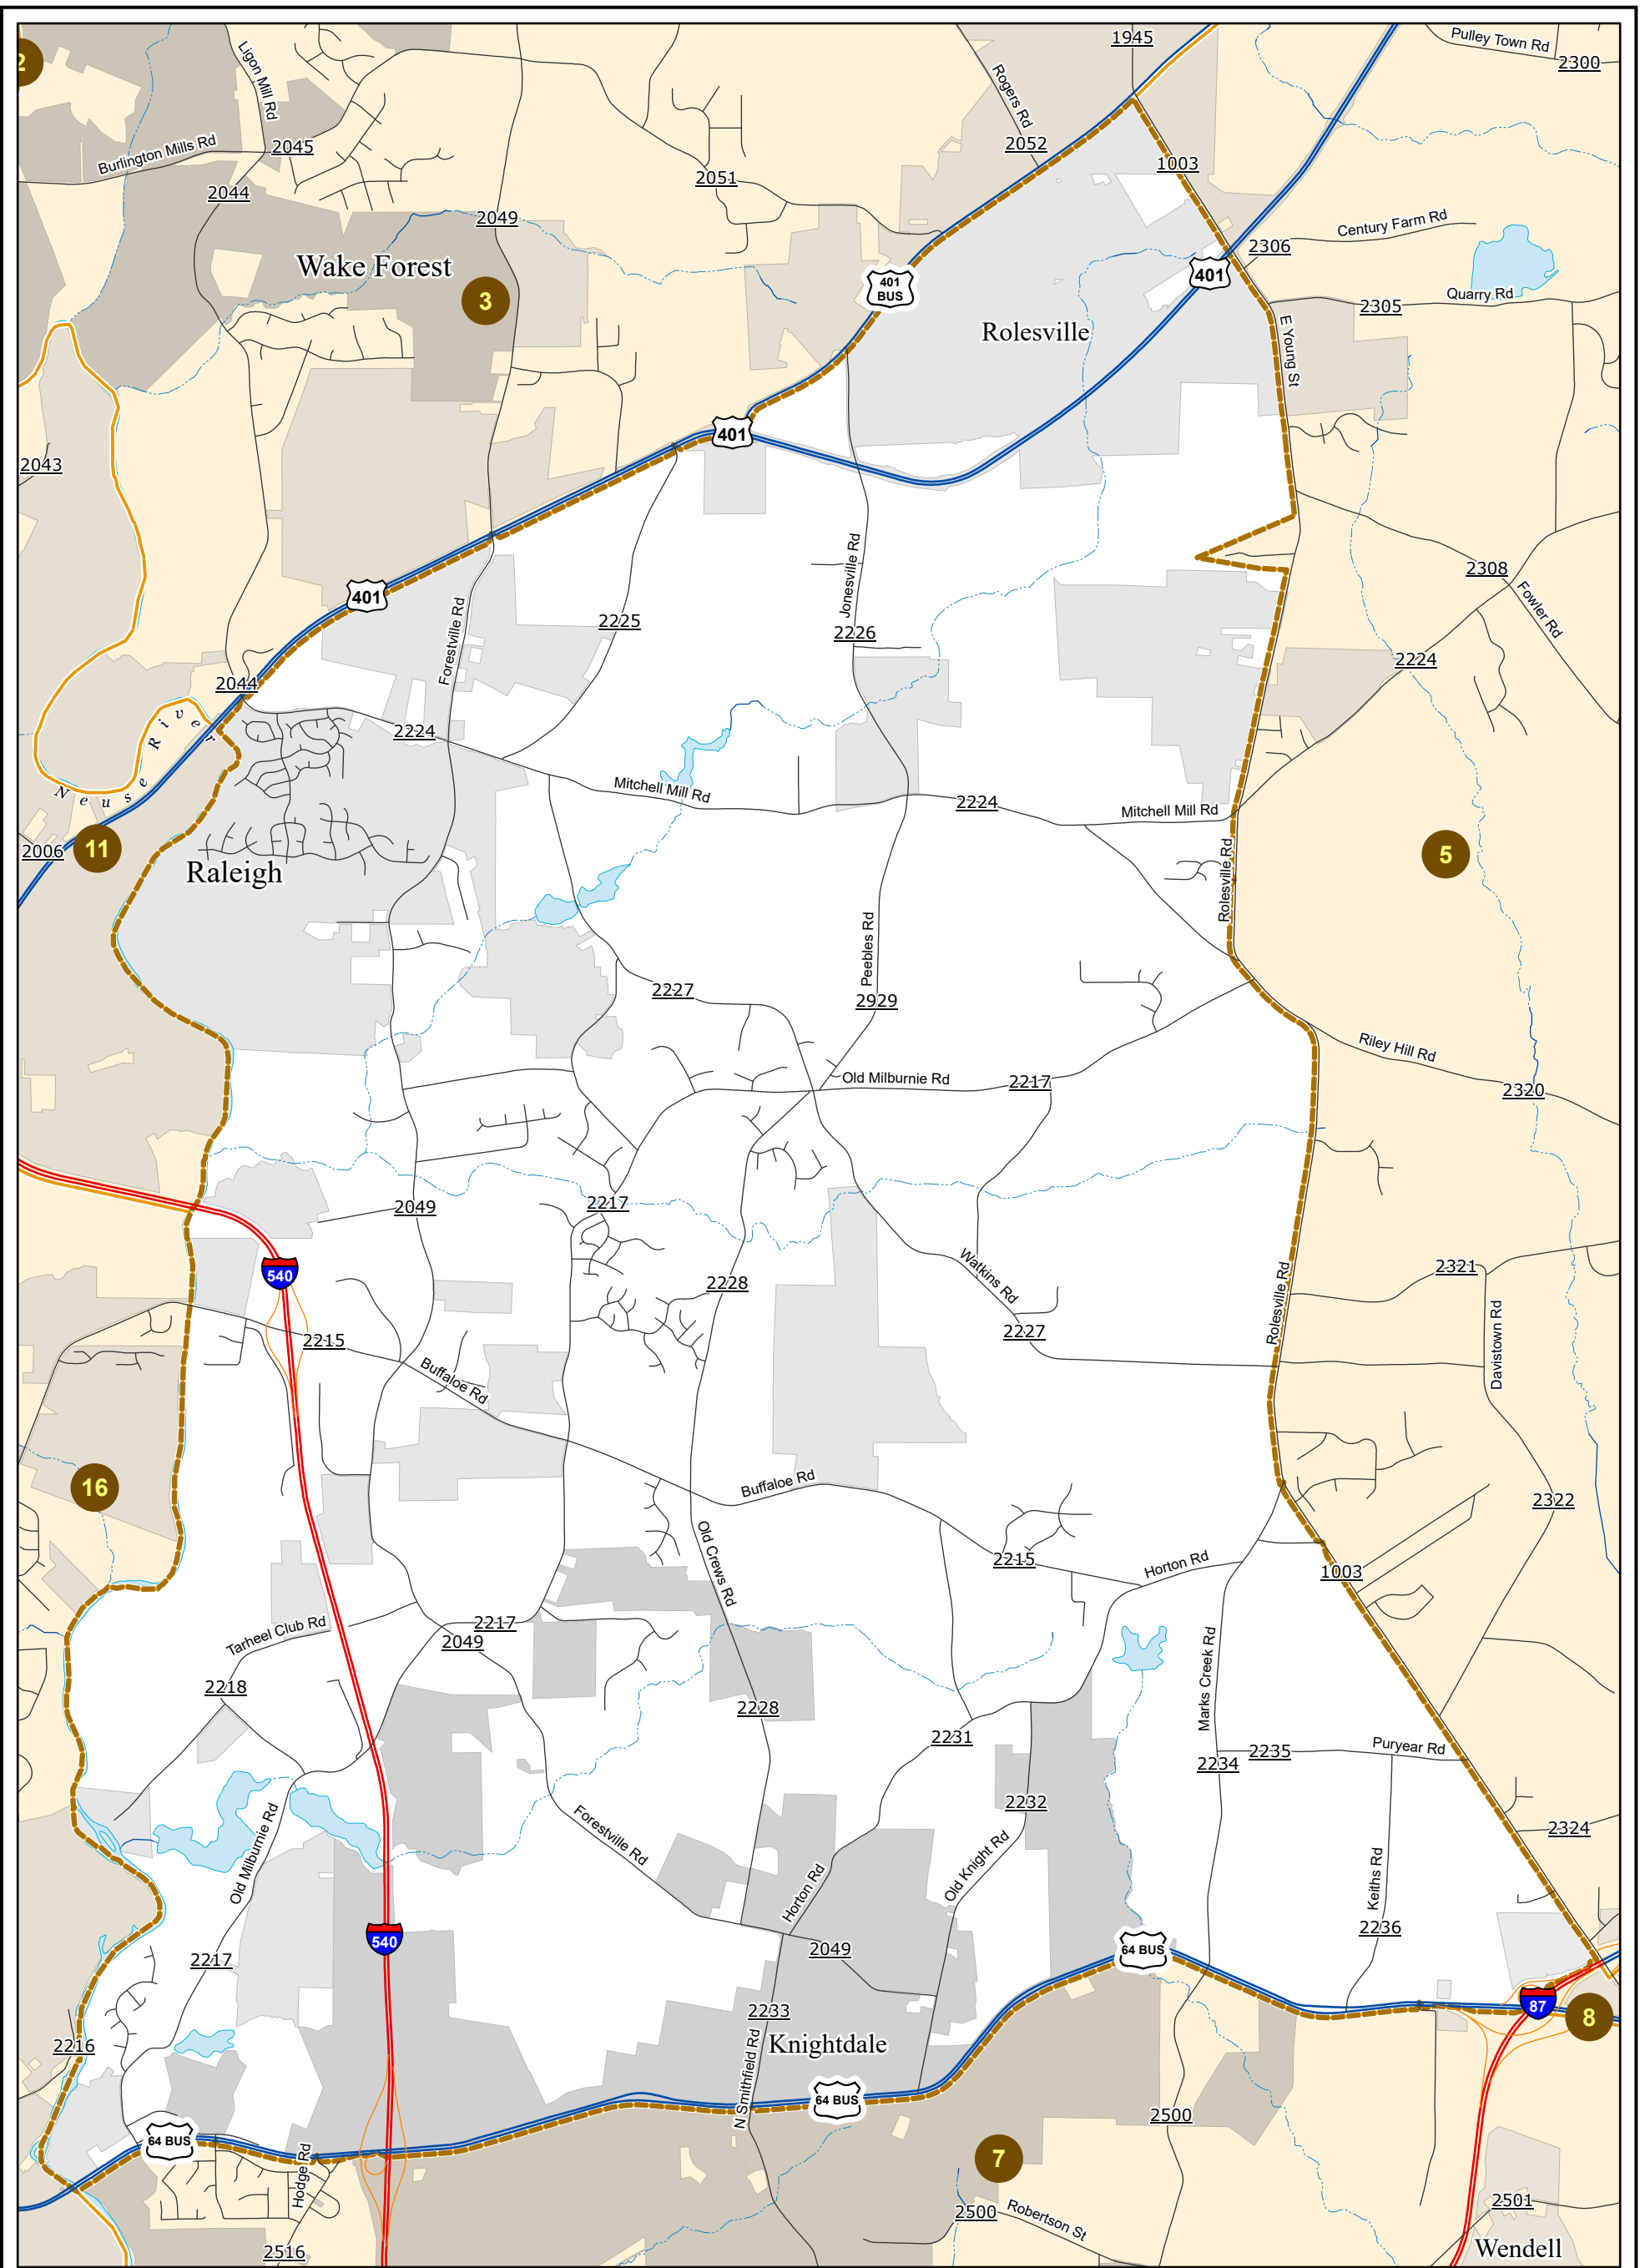 1945
Pulley Town Rd
2300
2
Ligon Mill Rd
Rogers Rd
Burlington Mills Rd
2045
2052
1003
2044
2051
2049
Century Farm Rd
2306
Wake Forest
3
401
BUS
401
Rolesville
2305
Quarry Rd
E Young St
401
2043
Jonesville Rd
2308
Fowler Rd
401
Forestville Rd
2225
2226
2224
2044
Neuse River
2224
Mitchell Mill Rd
2224
Mitchell Mill Rd
2006
11
Raleigh
Rolesville Rd
5
Peebles Rd
2227
2929
Riley Hill Rd
Old Milburnie Rd
2217
2320
2049
2217
540
2228
Watkins Rd
2321
Rolesville Rd
2215
2227
Davistown Rd
Buffaloe Rd
16
Buffaloe Rd
2322
Old Crews Rd
2215
Horton Rd
1003
Tarheel Club Rd
2217
2049
Marks Creek Rd
2218
2228
2231
2235
Puryear Rd
2234
2232
2324
Old Milburnie Rd
Forestville Rd
Horton Rd
Old Knight Rd
Keiths Rd
2236
540
2049
64 BUS
2217
87
8
2233
2216
Knightdale
N Smithfield Rd
64 BUS
2500
64 BUS
Hodge Rd
7
2500
Robertson St
2501
2516
Wendell